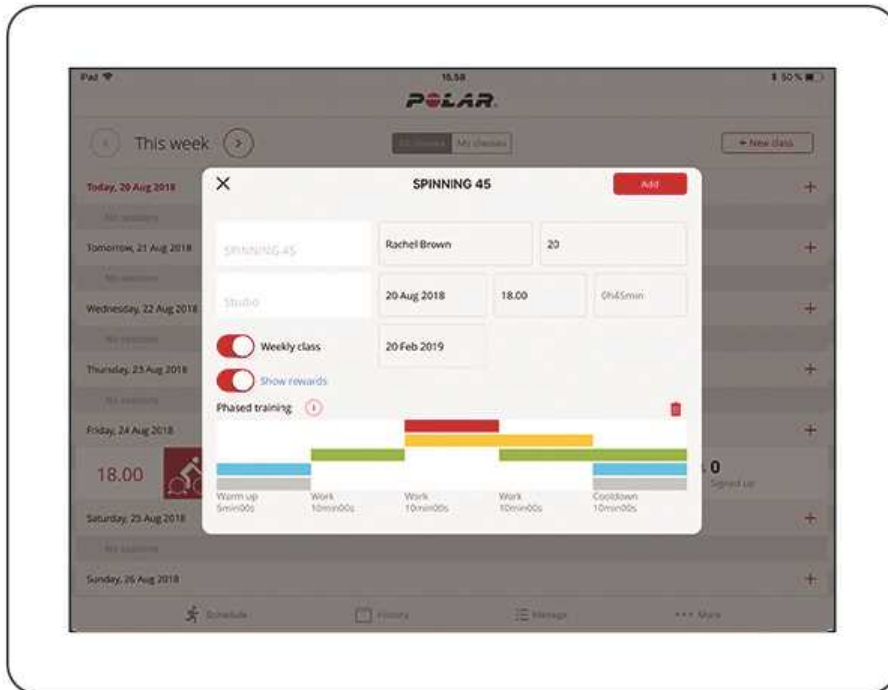 iPad 15.58 50 %
POLAR.
This week All classes My classes + New class
Today, 20 Aug 2018 +
No sessions
Tomorrow, 21 Aug 2018 +
No sessions
Wednesday, 22 Aug 2018 +
No sessions
Thursday, 23 Aug 2018 +
No sessions
Friday, 24 Aug 2018 +
18.00 0
Signed up
Saturday, 25 Aug 2018 +
No sessions
Sunday, 26 Aug 2018 +
Schedule History Manage More
SPINNING 45 Add
SPINNING 45 Rachel Brown 20
Studio 20 Aug 2018 18.00 0h45min
Weekly class 20 Feb 2019
Show rewards
Phased training
Warm up Work Work Work Cooldown
5min00s 10min00s 10min00s 10min00s 10min00s